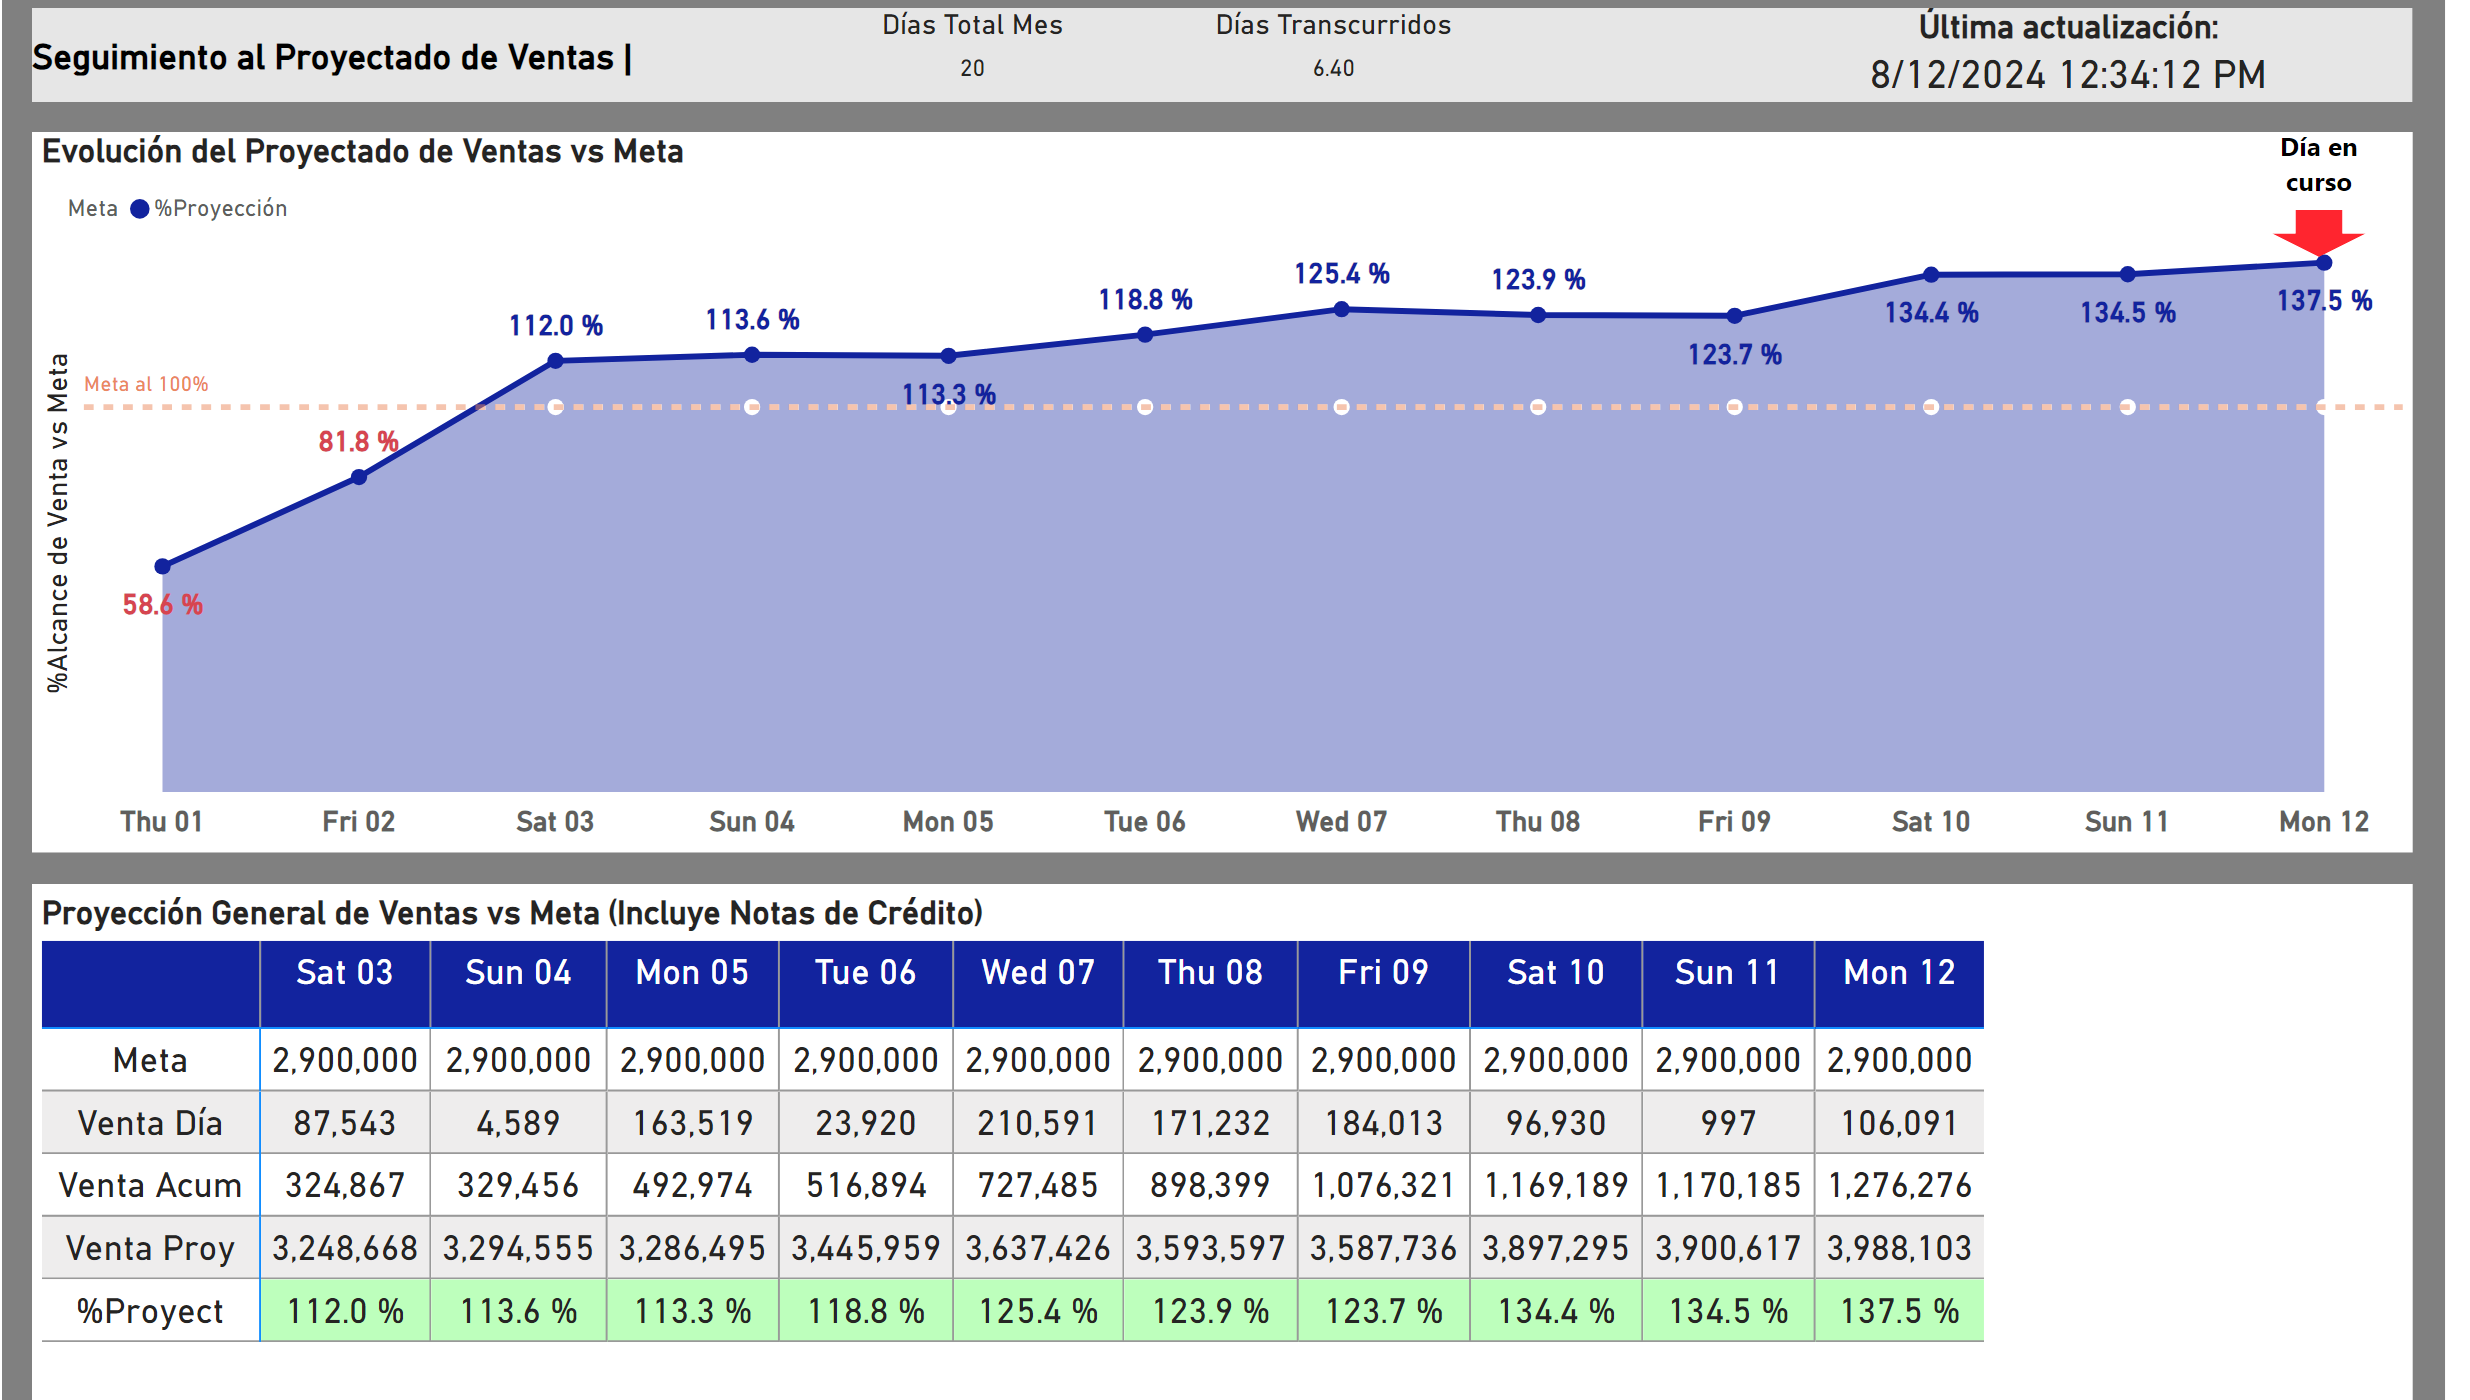 Seguimiento al Proyectado de Ventas |
Días Total Mes
20
Días Transcurridos
6.40
Última actualización:
8/12/2024 12:34:12 PM
Evolución del Proyectado de Ventas vs Meta
Día en
curso
Meta %Proyección
%Alcance de Venta vs Meta
Meta al 100%
58.6 %
81.8 %
112.0 %
113.6 %
113.3 %
118.8 %
125.4 %
123.9 %
123.7 %
134.4 %
134.5 %
137.5 %
Thu 01 Fri 02 Sat 03 Sun 04 Mon 05 Tue 06 Wed 07 Thu 08 Fri 09 Sat 10 Sun 11 Mon 12
Proyección General de Ventas vs Meta (Incluye Notas de Crédito)
Sat 03 Sun 04 Mon 05 Tue 06 Wed 07 Thu 08 Fri 09 Sat 10 Sun 11 Mon 12
Meta 2,900,000 2,900,000 2,900,000 2,900,000 2,900,000 2,900,000 2,900,000 2,900,000 2,900,000 2,900,000
Venta Día 87,543 4,589 163,519 23,920 210,591 171,232 184,013 96,930 997 106,091
Venta Acum 324,867 329,456 492,974 516,894 727,485 898,399 1,076,321 1,169,189 1,170,185 1,276,276
Venta Proy 3,248,668 3,294,555 3,286,495 3,445,959 3,637,426 3,593,597 3,587,736 3,897,295 3,900,617 3,988,103
%Proyect 112.0 % 113.6 % 113.3 % 118.8 % 125.4 % 123.9 % 123.7 % 134.4 % 134.5 % 137.5 %